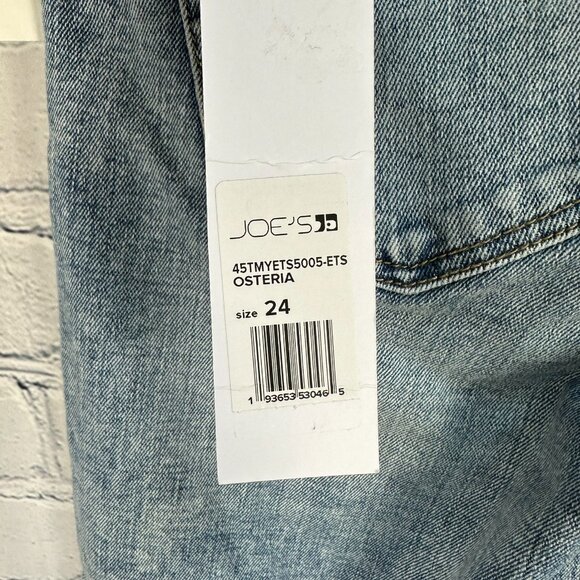 JOE'S
45TMYETS5005-ETS
OSTERIA
size 24
1 93653 53046 5